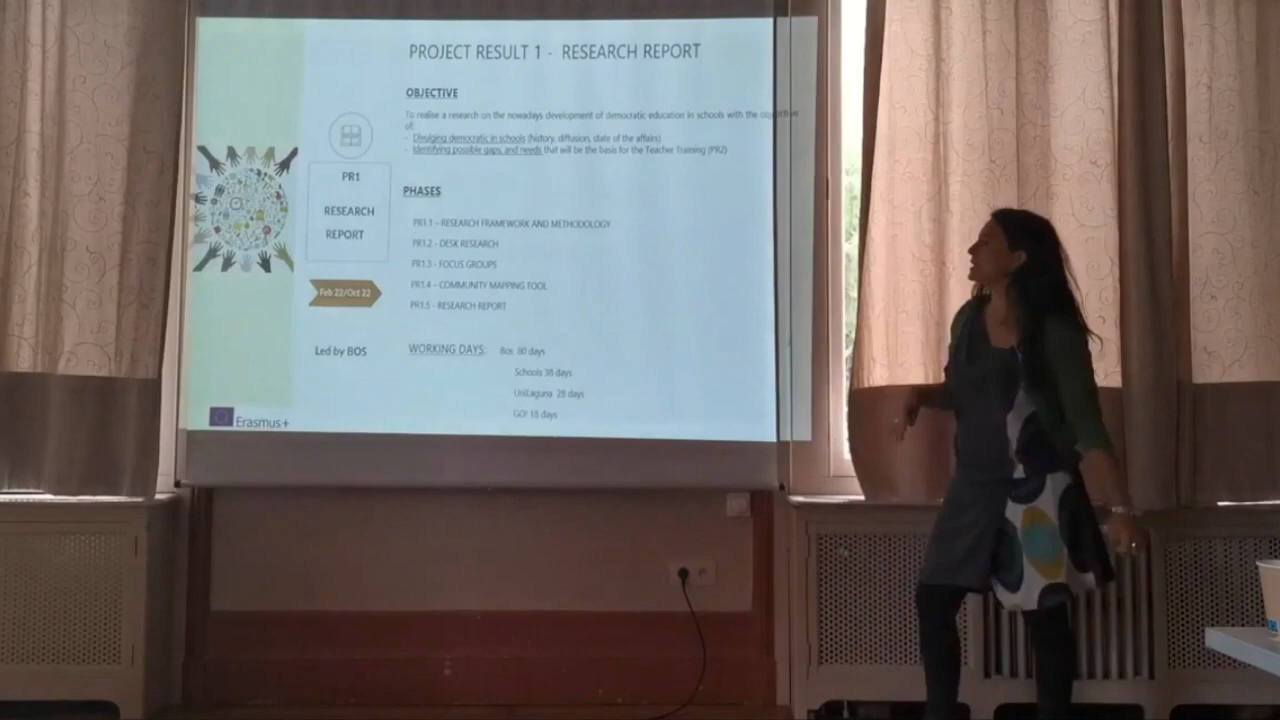 PROJECT RESULT 1 - RESEARCH REPORT
OBJECTIVE
To realise a research on the nowadays development of democratic education in schools with the objective
of:
- Divulging democratic in schools (history, diffusion, state of the affairs)
- Identifying possible gaps, and needs that will be the basis for the Teacher Training (PR2)
PR1
RESEARCH
REPORT
Feb 22/Oct 22
Led by BOS
PHASES
PR1.1 - RESEARCH FRAMEWORK AND METHODOLOGY
PR1.2 - DESK RESEARCH
PR1.3 - FOCUS GROUPS
PR1.4 - COMMUNITY MAPPING TOOL
PR1.5 - RESEARCH REPORT
WORKING DAYS: Bos 80 days
Schools 38 days
UniLaguna 28 days
GO! 18 days
Erasmus+